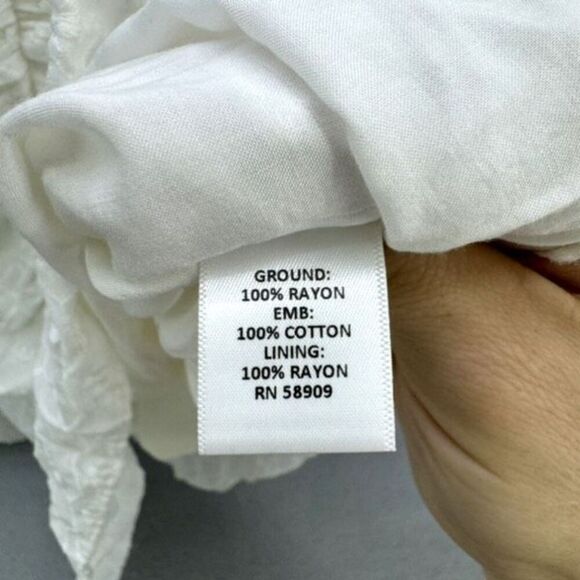 GROUND:
100% RAYON
EMB:
100% COTTON
LINING:
100% RAYON
RN 58909